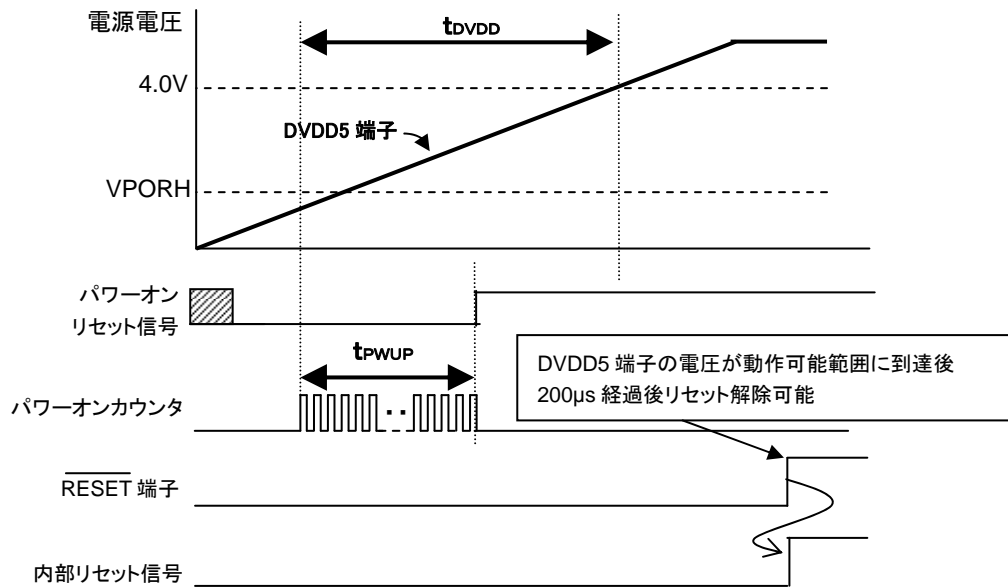 電源電圧
tDVDD
4.0V
DVDD5 端子
VPORH
パワーオン
リセット信号
tPWUP
DVDD5 端子の電圧が動作可能範囲に到達後
200μs 経過後リセット解除可能
パワーオンカウンタ
RESET 端子
内部リセット信号